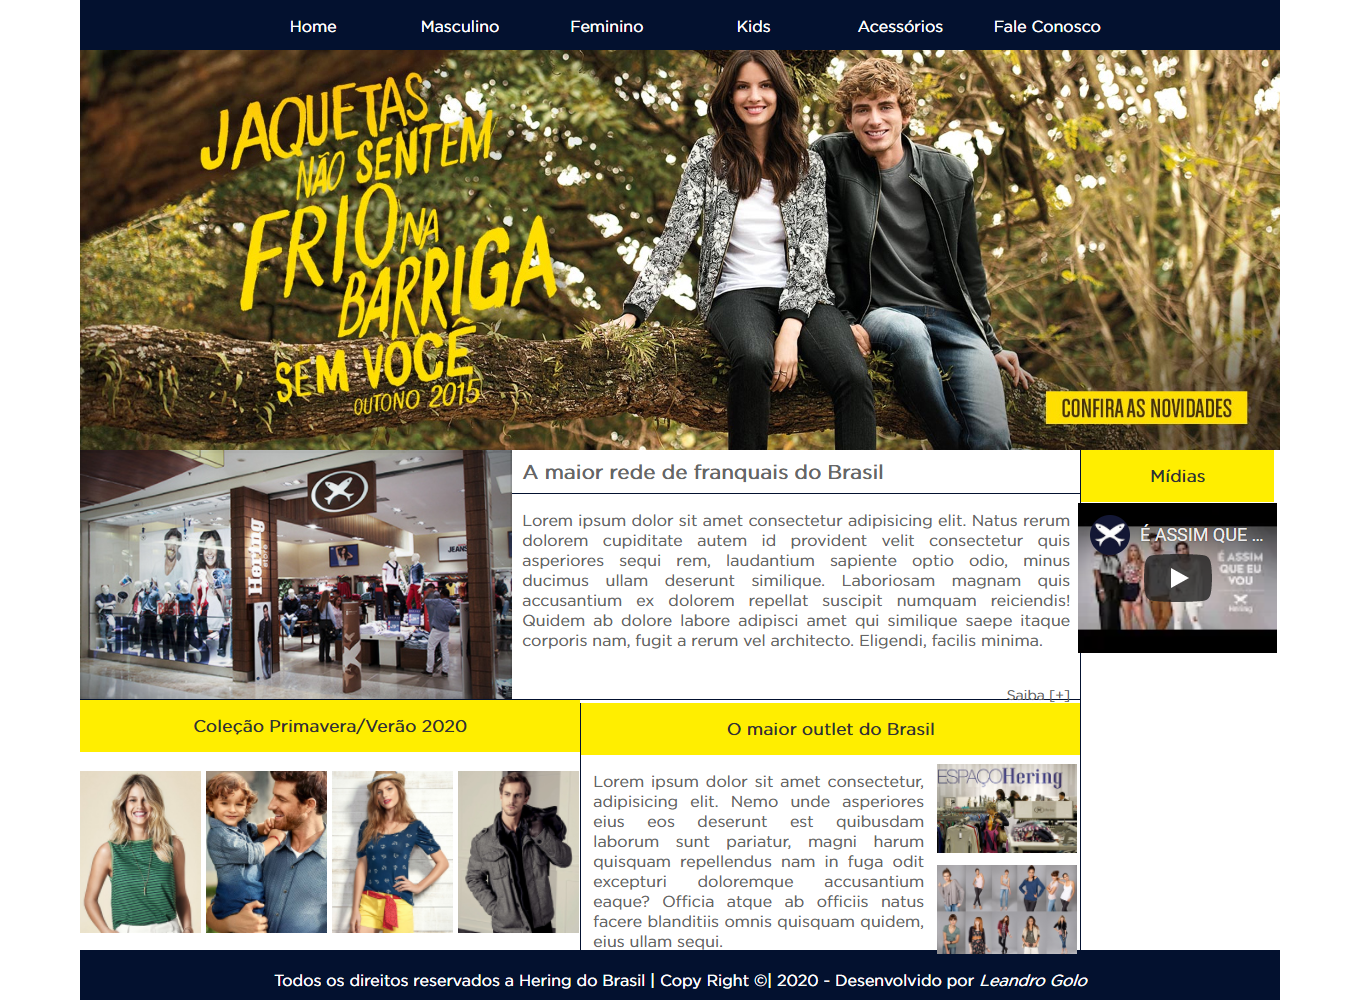 Home Masculino Feminino Kids Acessórios Fale Conosco
JAQUETAS
NÃO SENTEM
FRIO NA
BARRIGA
SEM VOCÊ
OUTONO 2015
CONFIRA AS NOVIDADES
Hering
JEANS
A maior rede de franquais do Brasil
Lorem ipsum dolor sit amet consectetur adipisicing elit. Natus rerum
dolorem cupiditate autem id provident velit consectetur quis
asperiores sequi rem, laudantium sapiente optio odio, minus
ducimus ullam deserunt similique. Laboriosam magnam quis
accusantium ex dolorem repellat suscipit numquam reiciendis!
Quidem ab dolore labore adipisci amet qui similique saepe itaque
corporis nam, fugit a rerum vel architecto. Eligendi, facilis minima.
Saiba [+]
Mídias
É ASSIM QUE ...
É ASSIM
QUE EU
VOU
Hering
Coleção Primavera/Verão 2020
O maior outlet do Brasil
Lorem ipsum dolor sit amet consectetur,
adipisicing elit. Nemo unde asperiores
eius eos deserunt est quibusdam
laborum sunt pariatur, magni harum
quisquam repellendus nam in fuga odit
excepturi doloremque accusantium
eaque? Officia atque ab officiis natus
facere blanditiis omnis quisquam quidem,
eius ullam sequi.
ESPAÇOHering
Todos os direitos reservados a Hering do Brasil | Copy Right ©| 2020 - Desenvolvido por Leandro Golo